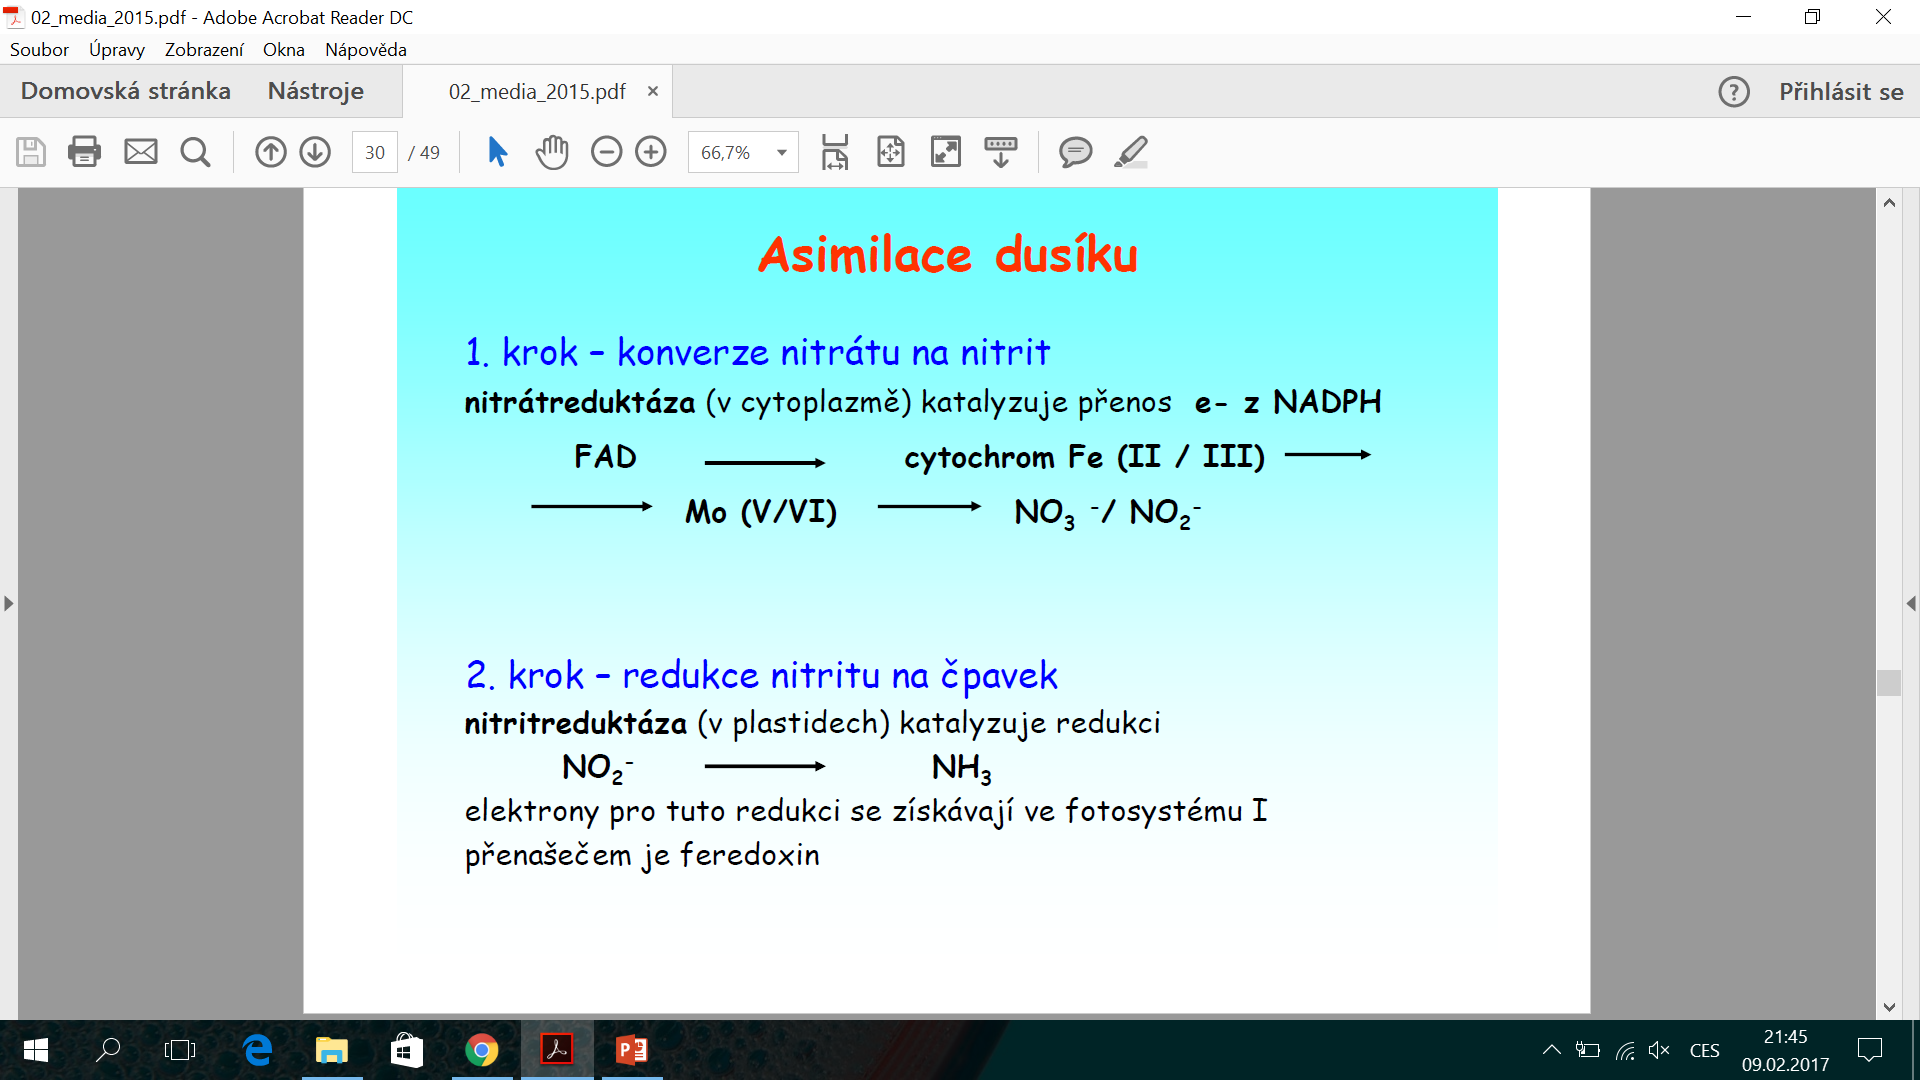 02_media_2015.pdf - Adobe Acrobat Reader DC
Soubor Úpravy Zobrazení Okna Nápověda
Domovská stránka Nástroje 02_media_2015.pdf × ? Přihlásit se
30 / 49 66,7%
Asimilace dusíku
1. krok – konverze nitrátu na nitrit
nitrátreduktáza (v cytoplazmě) katalyzuje přenos e- z NADPH
FAD → cytochrom Fe (II / III) →
→ Mo (V/VI) → NO₃ ⁻/ NO₂⁻
2. krok – redukce nitritu na čpavek
nitritreduktáza (v plastidech) katalyzuje redukci
NO₂⁻ → NH₃
elektrony pro tuto redukci se získávají ve fotosystému I
přenašečem je feredoxin
CES
21:45
09.02.2017